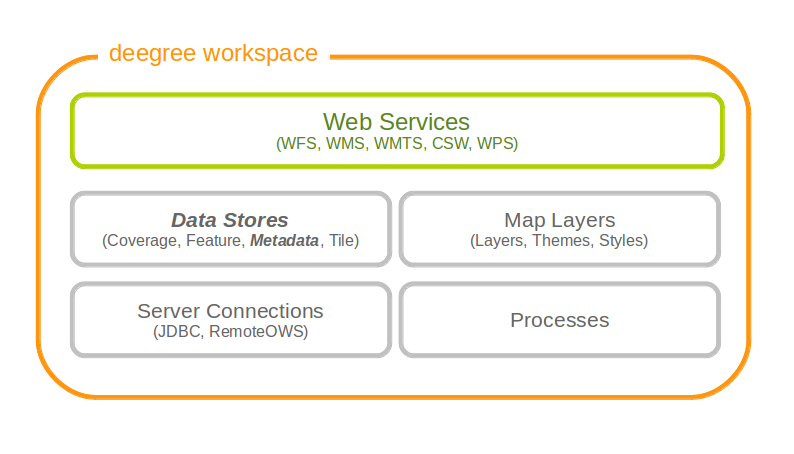 deegree workspace
Web Services
(WFS, WMS, WMTS, CSW, WPS)
Data Stores
(Coverage, Feature, Metadata, Tile)
Map Layers
(Layers, Themes, Styles)
Server Connections
(JDBC, RemoteOWS)
Processes